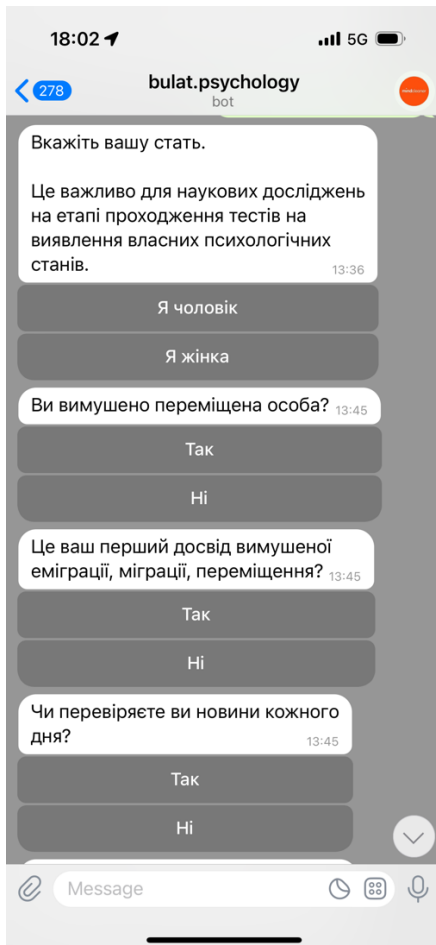 18:02
5G
278
bulat.psychology
bot
Вкажіть вашу стать.
Це важливо для наукових досліджень
на етапі проходження тестів на
виявлення власних психологічних
станів.
13:36
Я чоловік
Я жінка
Ви вимушено переміщена особа? 13:45
Так
Ні
Це ваш перший досвід вимушеної
еміграції, міграції, переміщення? 13:45
Так
Ні
Чи перевіряєте ви новини кожного
дня?
13:45
Так
Ні
Message